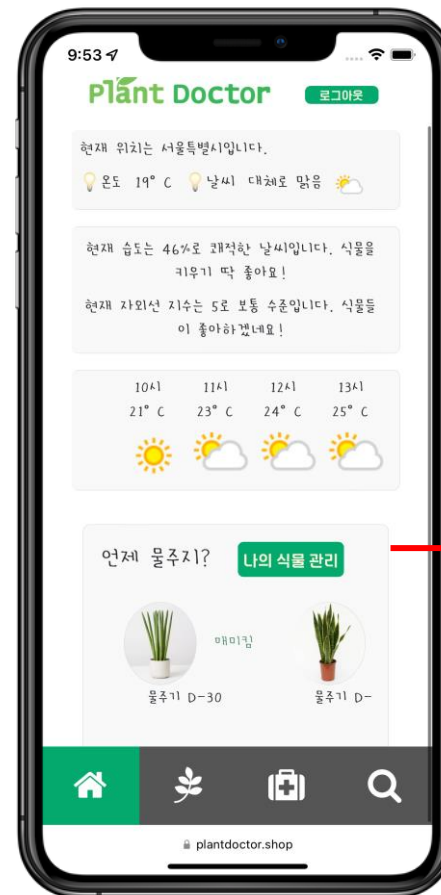 9:53
Plant Doctor
로그아웃
현재 위치는 서울특별시입니다.
온도 19° C 날씨 대체로 맑음
현재 습도는 46%로 쾌적한 날씨입니다. 식물을
키우기 딱 좋아요!
현재 자외선 지수는 5로 보통 수준입니다. 식물들
이 좋아하겠네요!
10시 11시 12시 13시
21° C 23° C 24° C 25° C
언제 물주지? 나의 식물 관리
매미킴
물주기 D-30 물주기 D-
plantdoctor.shop